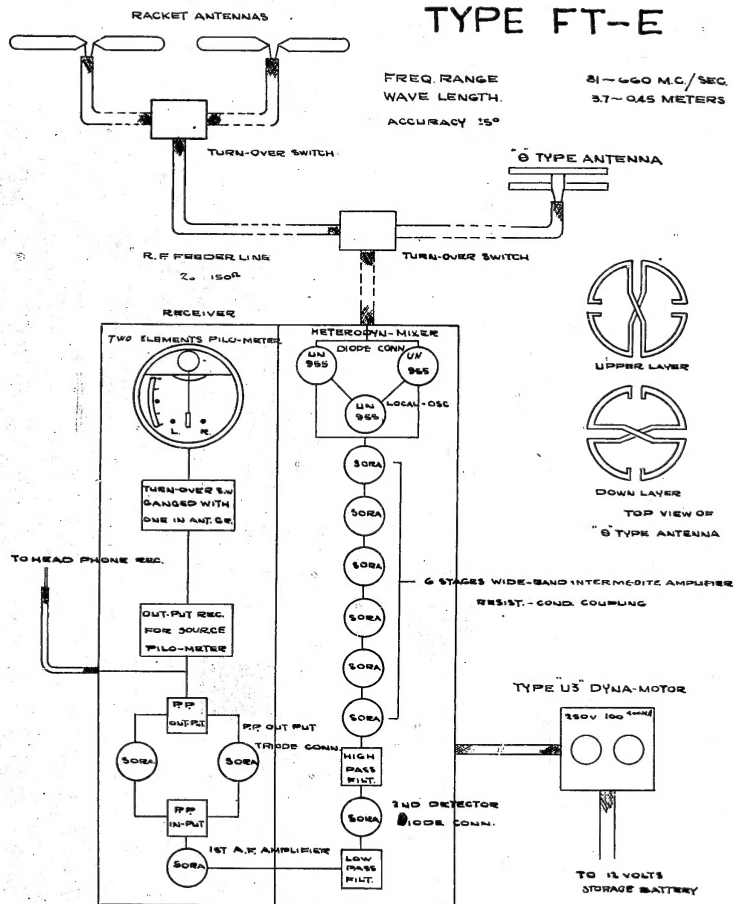 TYPE FT-E
RACKET ANTENNAS
FREQ. RANGE 81~660 M.C./SEC.
WAVE LENGTH. 3.7~0.45 METERS
ACCURACY ±5°
TURN-OVER SWITCH
"θ" TYPE ANTENNA
R.F FEEDER LINE
Z₀ 150Ω
TURN-OVER SWITCH
RECEIVER
TWO ELEMENTS PILO-METER
L. R.
HETERODYN-MIXER
DIODE CONN.
UN
955
UN
955
UN
955
LOCAL-OSC
UPPER LAYER
DOWN LAYER
TOP VIEW OF
"θ" TYPE ANTENNA
TURN-OVER S.W
GANGED WITH
ONE IN ANT. CR.
SORA
SORA
SORA
SORA
SORA
SORA
6 STAGES WIDE-BAND INTERMEDITE AMPLIFIER
RESIST.-COND. COUPLING
TO HEAD PHONE REC.
OUT-PUT REC.
FOR SOURCE
PILO-METER
P.P
OUT-PUT
P.P. OUT PUT
TRIODE CONN.
SORA
SORA
P.P
IN-PUT
1ST A.F. AMPLIFIER
SORA
HIGH
PASS
FILT.
SORA
2ND DETECTOR
DIODE CONN.
LOW
PASS
FILT.
TYPE "U3" DYNA-MOTOR
250V 100
TO 12 VOLTS
STORAGE BATTERY